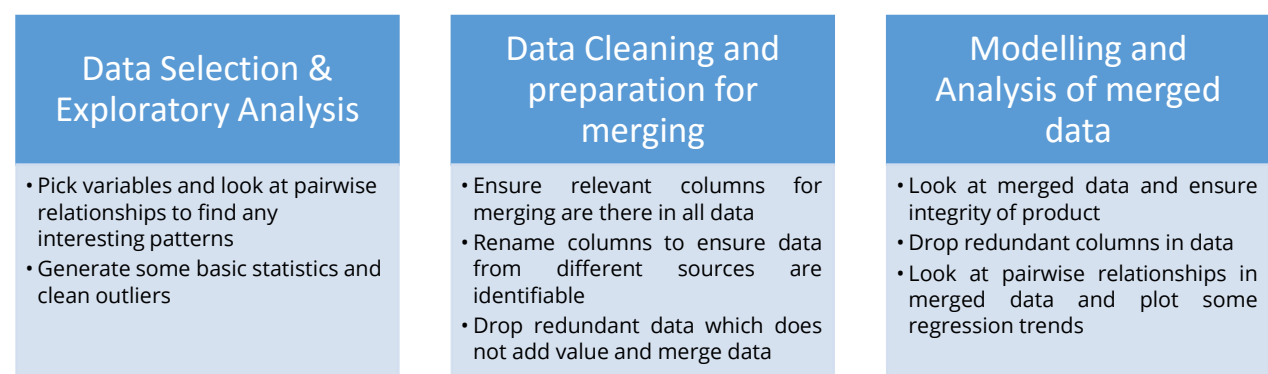 Data Selection &
Exploratory Analysis
• Pick variables and look at pairwise
relationships to find any
interesting patterns
• Generate some basic statistics and
clean outliers
Data Cleaning and
preparation for
merging
• Ensure relevant columns for
merging are there in all data
• Rename columns to ensure data
from different sources are
identifiable
• Drop redundant data which does
not add value and merge data
Modelling and
Analysis of merged
data
• Look at merged data and ensure
integrity of product
• Drop redundant columns in data
• Look at pairwise relationships in
merged data and plot some
regression trends